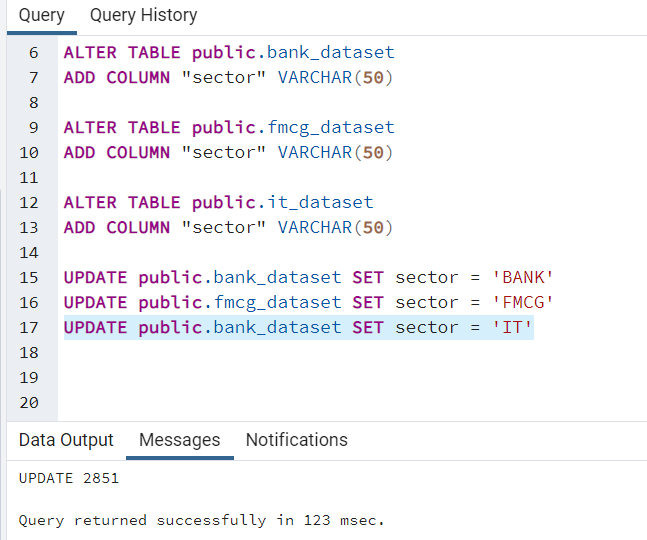 Query Query History
6 ALTER TABLE public.bank_dataset
7 ADD COLUMN "sector" VARCHAR(50)
8
9 ALTER TABLE public.fmcg_dataset
10 ADD COLUMN "sector" VARCHAR(50)
11
12 ALTER TABLE public.it_dataset
13 ADD COLUMN "sector" VARCHAR(50)
14
15 UPDATE public.bank_dataset SET sector = 'BANK'
16 UPDATE public.fmcg_dataset SET sector = 'FMCG'
17 UPDATE public.bank_dataset SET sector = 'IT'
18
19
20
Data Output Messages Notifications
UPDATE 2851
Query returned successfully in 123 msec.